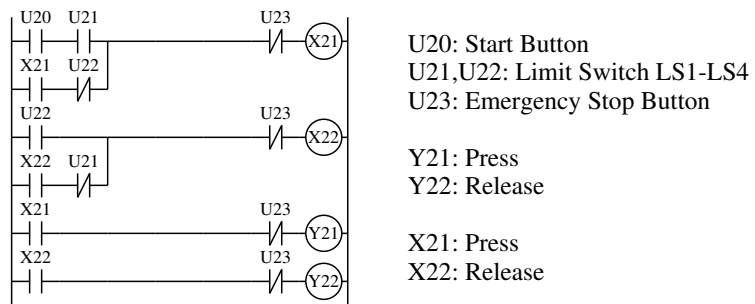 U20 U21 U23
X21
X21 U22
U22 U23
X22
X22 U21
X21 U23
Y21
X22 U23
Y22
U20: Start Button
U21,U22: Limit Switch LS1-LS4
U23: Emergency Stop Button
Y21: Press
Y22: Release
X21: Press
X22: Release